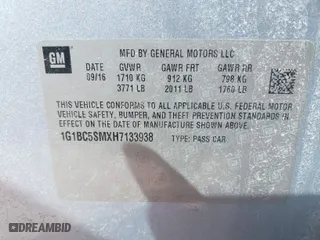 GM
MFD BY GENERAL MOTORS LLC
DATE GVWR GAWR FRT GAWR RR
09/16 1710 KG 912 KG 798 KG
3771 LB 2011 LB 1760 LB
THIS VEHICLE CONFORMS TO ALL APPLICABLE U.S. FEDERAL MOTOR
VEHICLE SAFETY, BUMPER, AND THEFT PREVENTION STANDARDS
IN EFFECT ON THE DATE OF MANUFACTURE SHOWN ABOVE.
1G1BC5SMXH7133938 TYPE: PASS CAR
AUTOHELPERBOT.COM